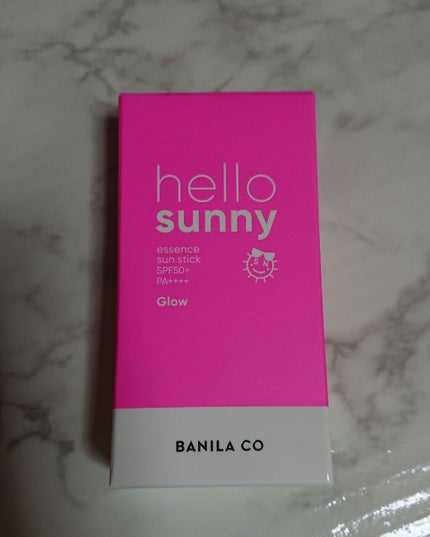 hello
sunny
essence
sun stick
SPF50+
PA++++
Glow
BANILA CO